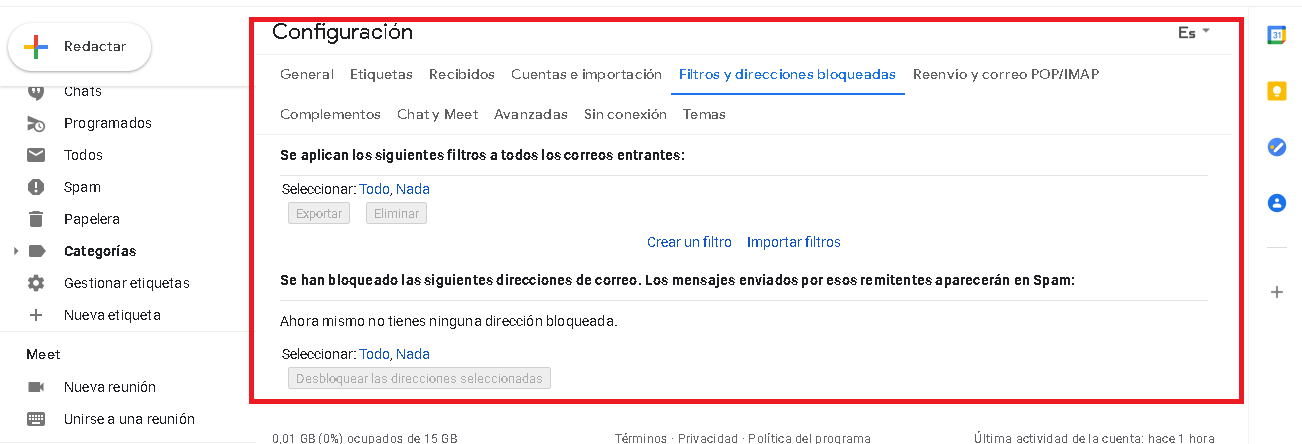 Configuración
Es
Redactar
General Etiquetas Recibidos Cuentas e importación Filtros y direcciones bloqueadas Reenvío y correo POP/IMAP
Complementos Chat y Meet Avanzadas Sin conexión Temas
Chats
Programados
Todos
Spam
Papelera
Categorías
Gestionar etiquetas
Nueva etiqueta
Meet
Nueva reunión
Unirse a una reunión
Se aplican los siguientes filtros a todos los correos entrantes:
Seleccionar: Todo, Nada
Exportar Eliminar
Crear un filtro Importar filtros
Se han bloqueado las siguientes direcciones de correo. Los mensajes enviados por esos remitentes aparecerán en Spam:
Ahora mismo no tienes ninguna dirección bloqueada.
Seleccionar: Todo, Nada
Desbloquear las direcciones seleccionadas
0,01 GB (0%) ocupados de 15 GB
Términos · Privacidad · Política del programa
Última actividad de la cuenta: hace 1 hora
31